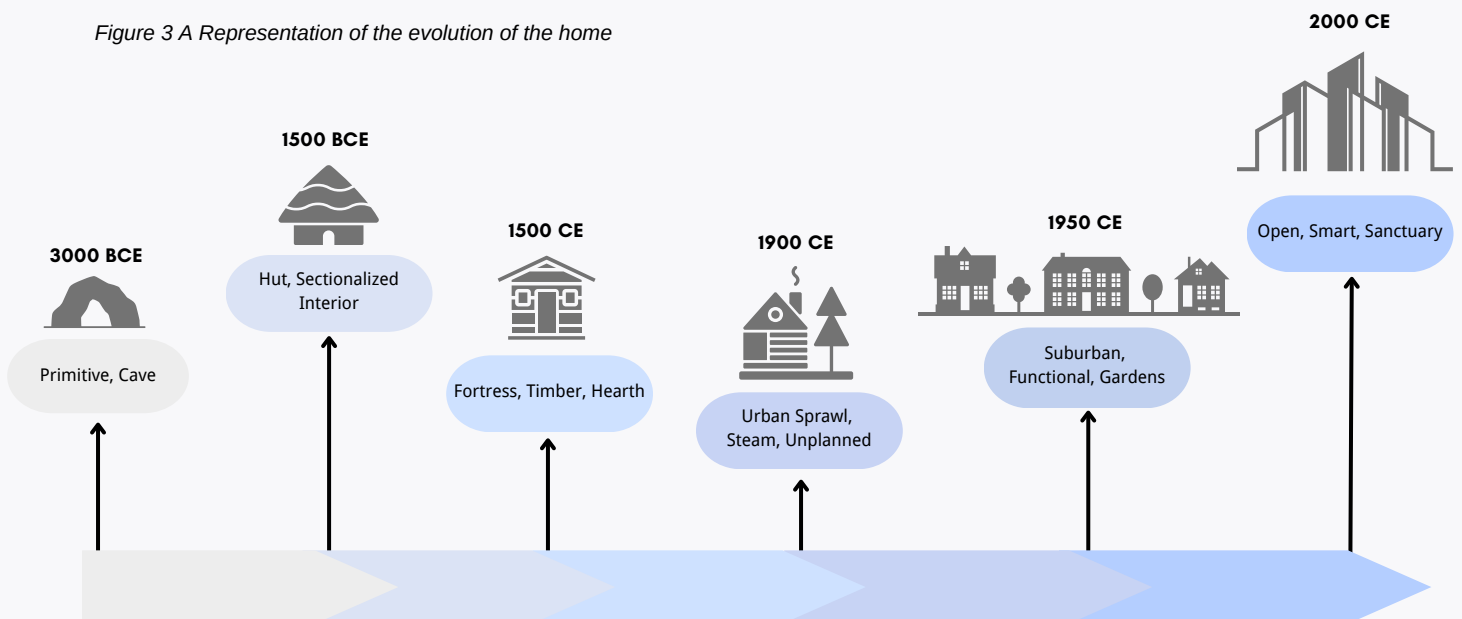 Figure 3 A Representation of the evolution of the home
3000 BCE
Primitive, Cave
1500 BCE
Hut, Sectionalized
Interior
1500 CE
Fortress, Timber, Hearth
1900 CE
Urban Sprawl,
Steam, Unplanned
1950 CE
Suburban,
Functional, Gardens
2000 CE
Open, Smart, Sanctuary